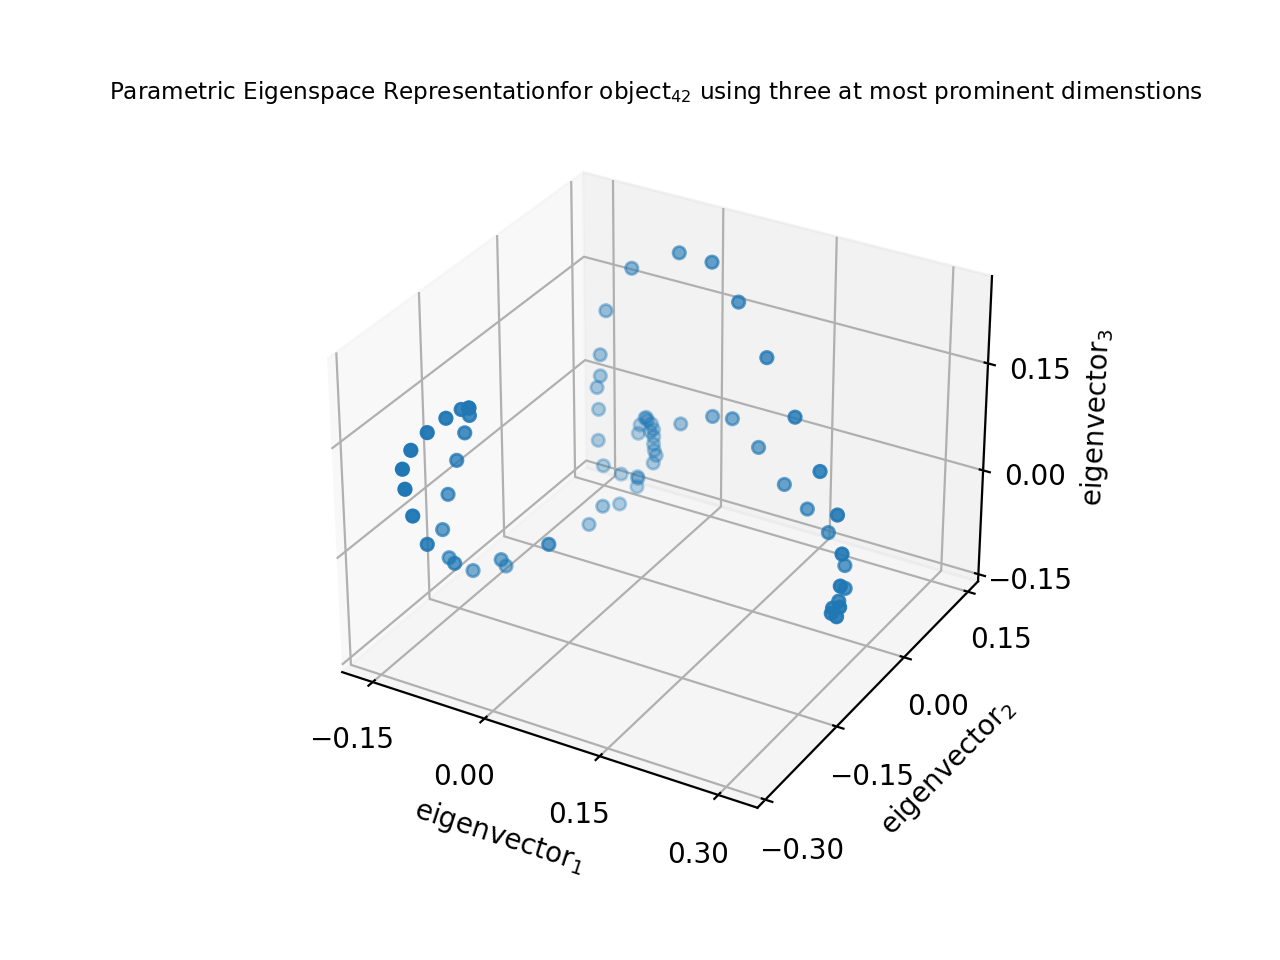 Parametric Eigenspace Representationfor object₄₂ using three at most prominent dimenstions
eigenvector₃
0.15
0.00
−0.15
0.15
0.00
−0.15
−0.30
eigenvector₂
−0.15
0.00
0.15
0.30
eigenvector₁